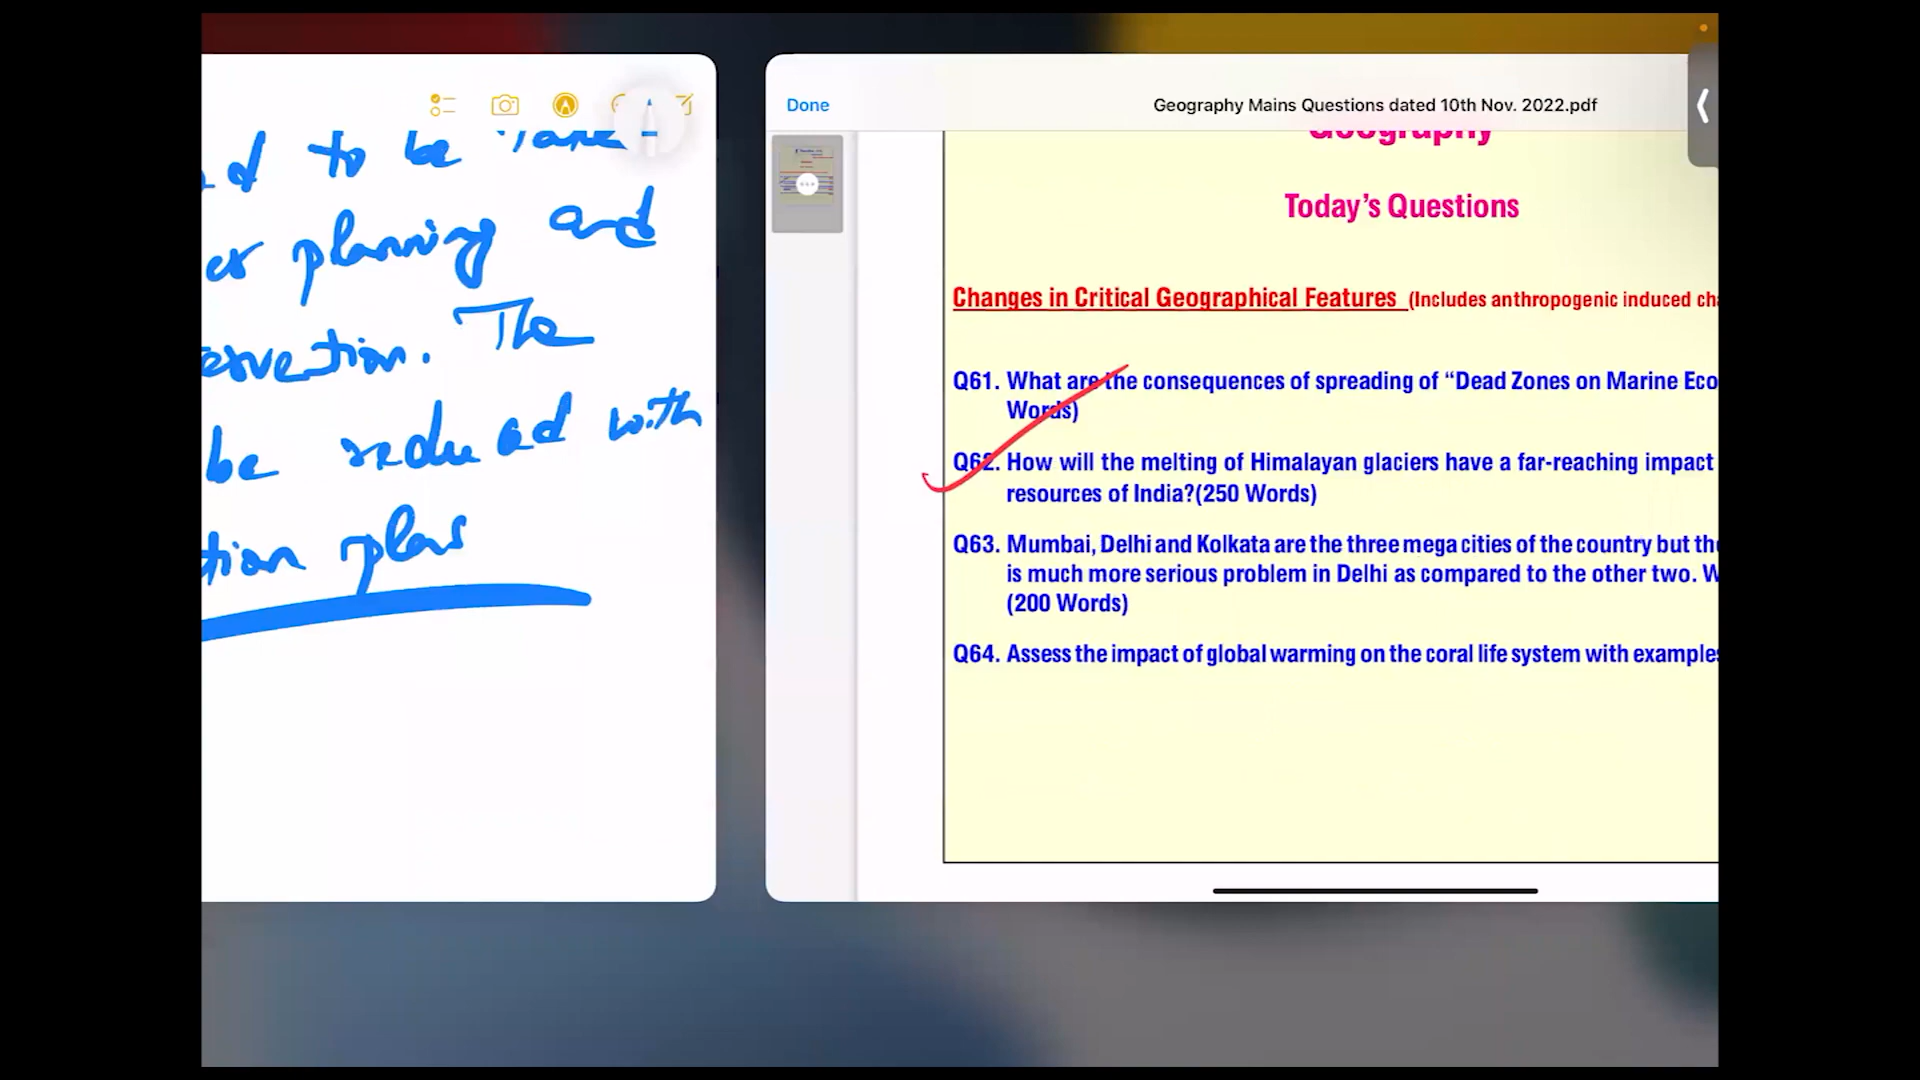 to be
planning and
The
be reduced with
plans
Done
Geography Mains Questions dated 10th Nov. 2022.pdf
Geography
Today's Questions
Changes in Critical Geographical Features (Includes anthropogenic induced
Q61. What are the consequences of spreading of “Dead Zones on Marine Eco
Words)
Q62. How will the melting of Himalayan glaciers have a far-reaching impact
resources of India?(250 Words)
Q63. Mumbai, Delhi and Kolkata are the three mega cities of the country but
is much more serious problem in Delhi as compared to the other two.
(200 Words)
Q64. Assess the impact of global warming on the coral life system with example